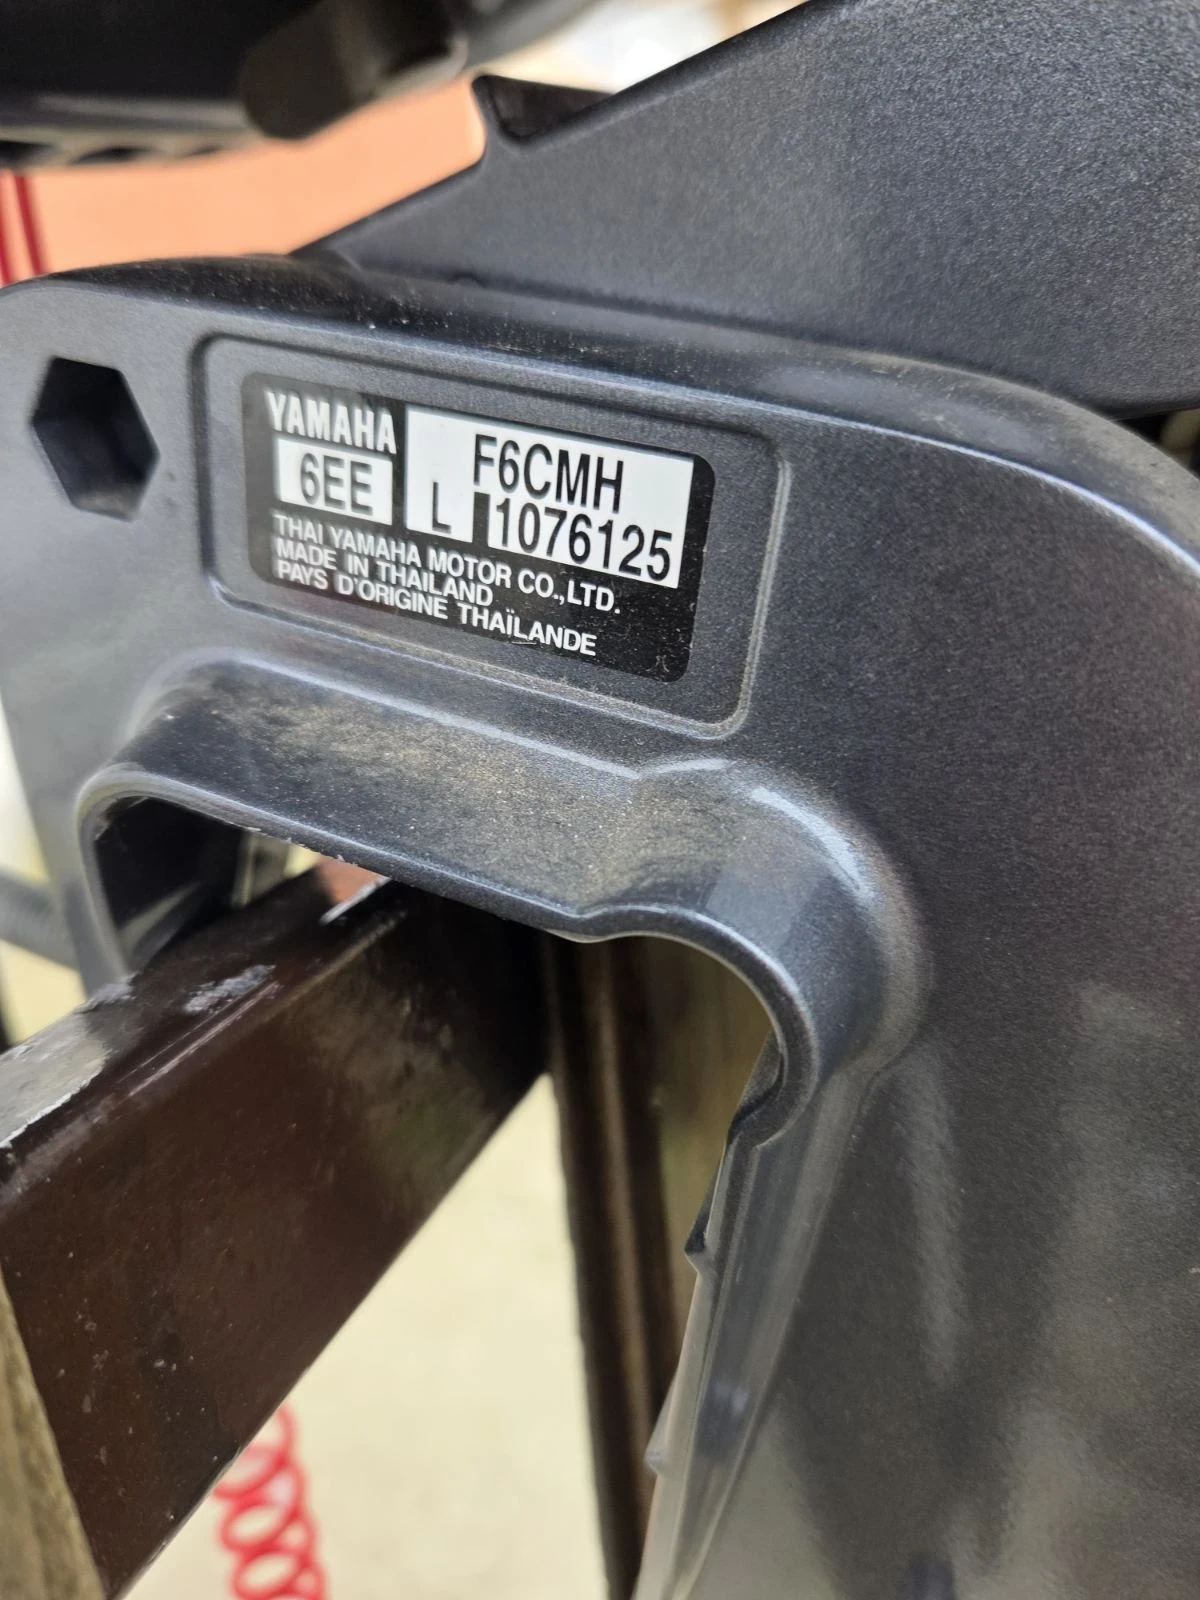 YAMAHA
6EE
F6CMH
L 1076125
THAI YAMAHA MOTOR CO.,LTD.
MADE IN THAILAND
PAYS D'ORIGINE THAÏLANDE